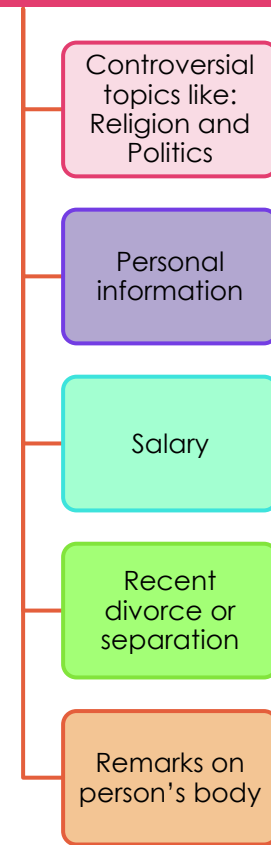 Controversial
topics like:
Religion and
Politics
Personal
information
Salary
Recent
divorce or
separation
Remarks on
person’s body